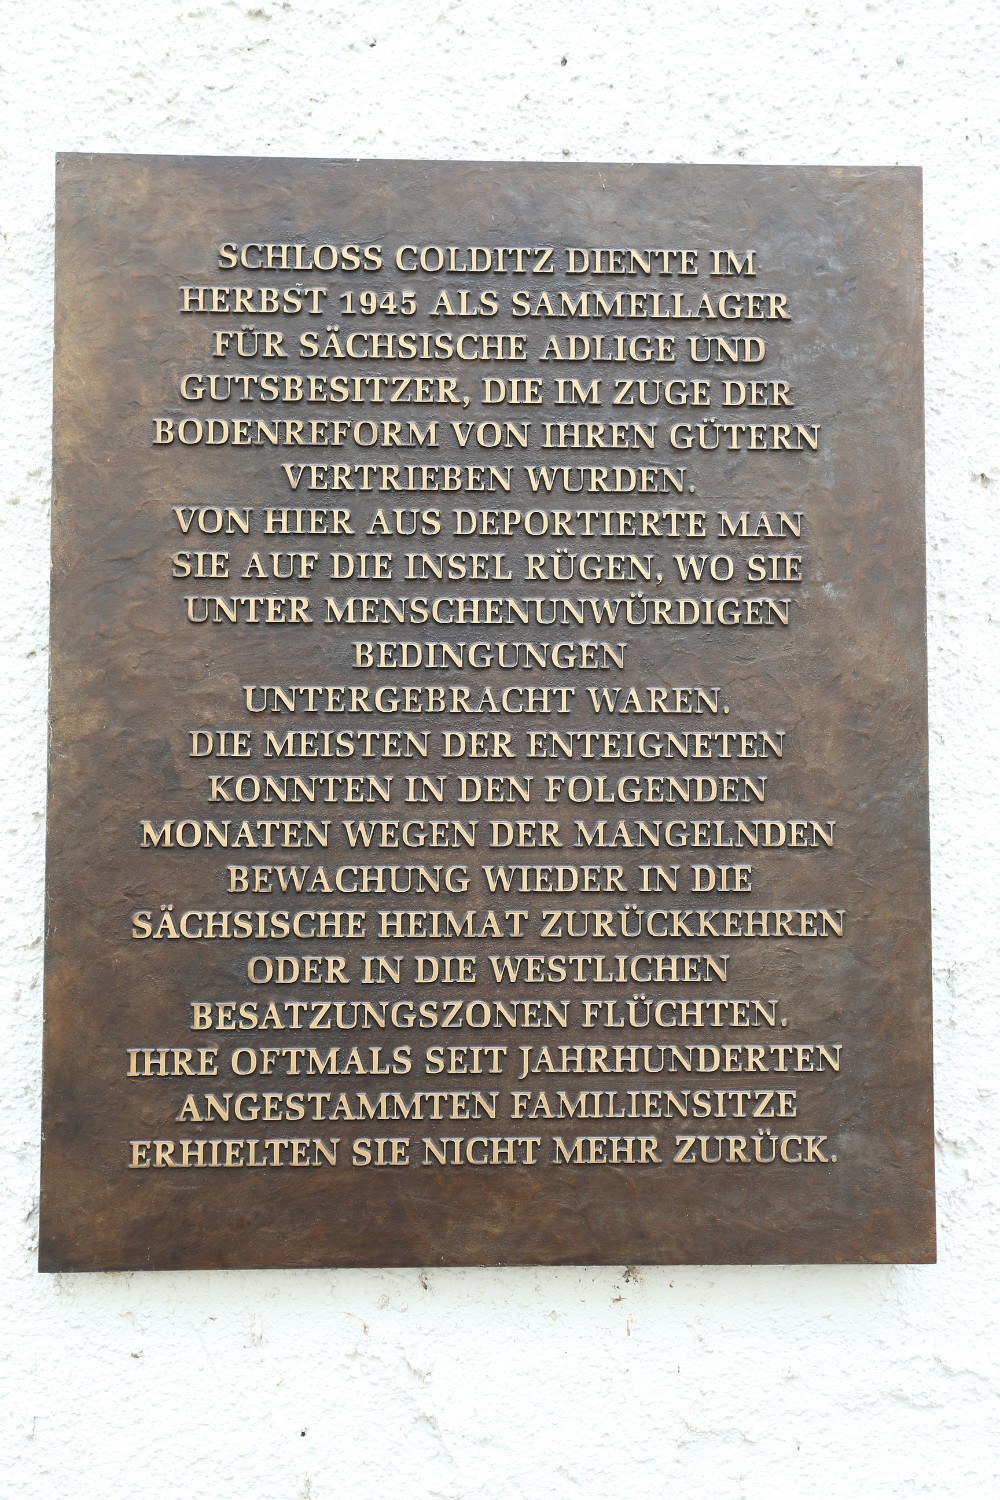 SCHLOSS COLDITZ DIENTE IM
HERBST 1945 ALS SAMMELLAGER
FÜR SÄCHSISCHE ADLIGE UND
GUTSBESITZER, DIE IM ZUGE DER
BODENREFORM VON IHREN GÜTERN
VERTRIEBEN WURDEN.
VON HIER AUS DEPORTIERTE MAN
SIE AUF DIE INSEL RÜGEN, WO SIE
UNTER MENSCHENUNWÜRDIGEN
BEDINGUNGEN
UNTERGEBRACHT WAREN.
DIE MEISTEN DER ENTEIGNETEN
KONNTEN IN DEN FOLGENDEN
MONATEN WEGEN DER MANGELNDEN
BEWACHUNG WIEDER IN DIE
SÄCHSISCHE HEIMAT ZURÜCKKEHREN
ODER IN DIE WESTLICHEN
BESATZUNGSZONEN FLÜCHTEN.
IHRE OFTMALS SEIT JAHRHUNDERTEN
ANGESTAMMTEN FAMILIENSITZE
ERHIELTEN SIE NICHT MEHR ZURÜCK.